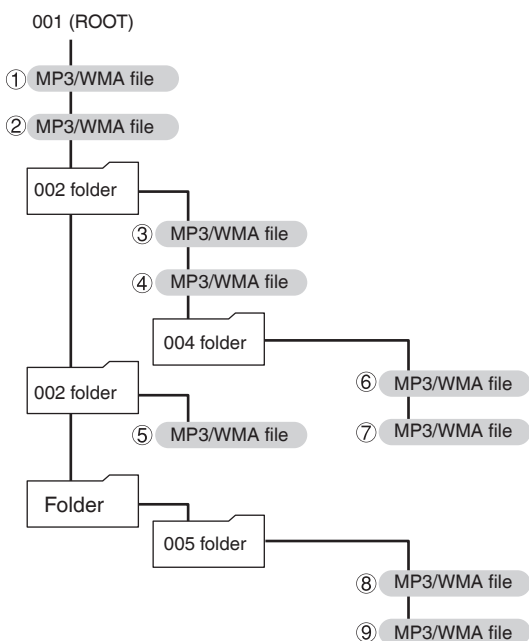 001 (ROOT)
① MP3/WMA file
② MP3/WMA file
002 folder
③ MP3/WMA file
④ MP3/WMA file
004 folder
⑥ MP3/WMA file
002 folder
⑤ MP3/WMA file
⑦ MP3/WMA file
Folder
005 folder
⑧ MP3/WMA file
⑨ MP3/WMA file